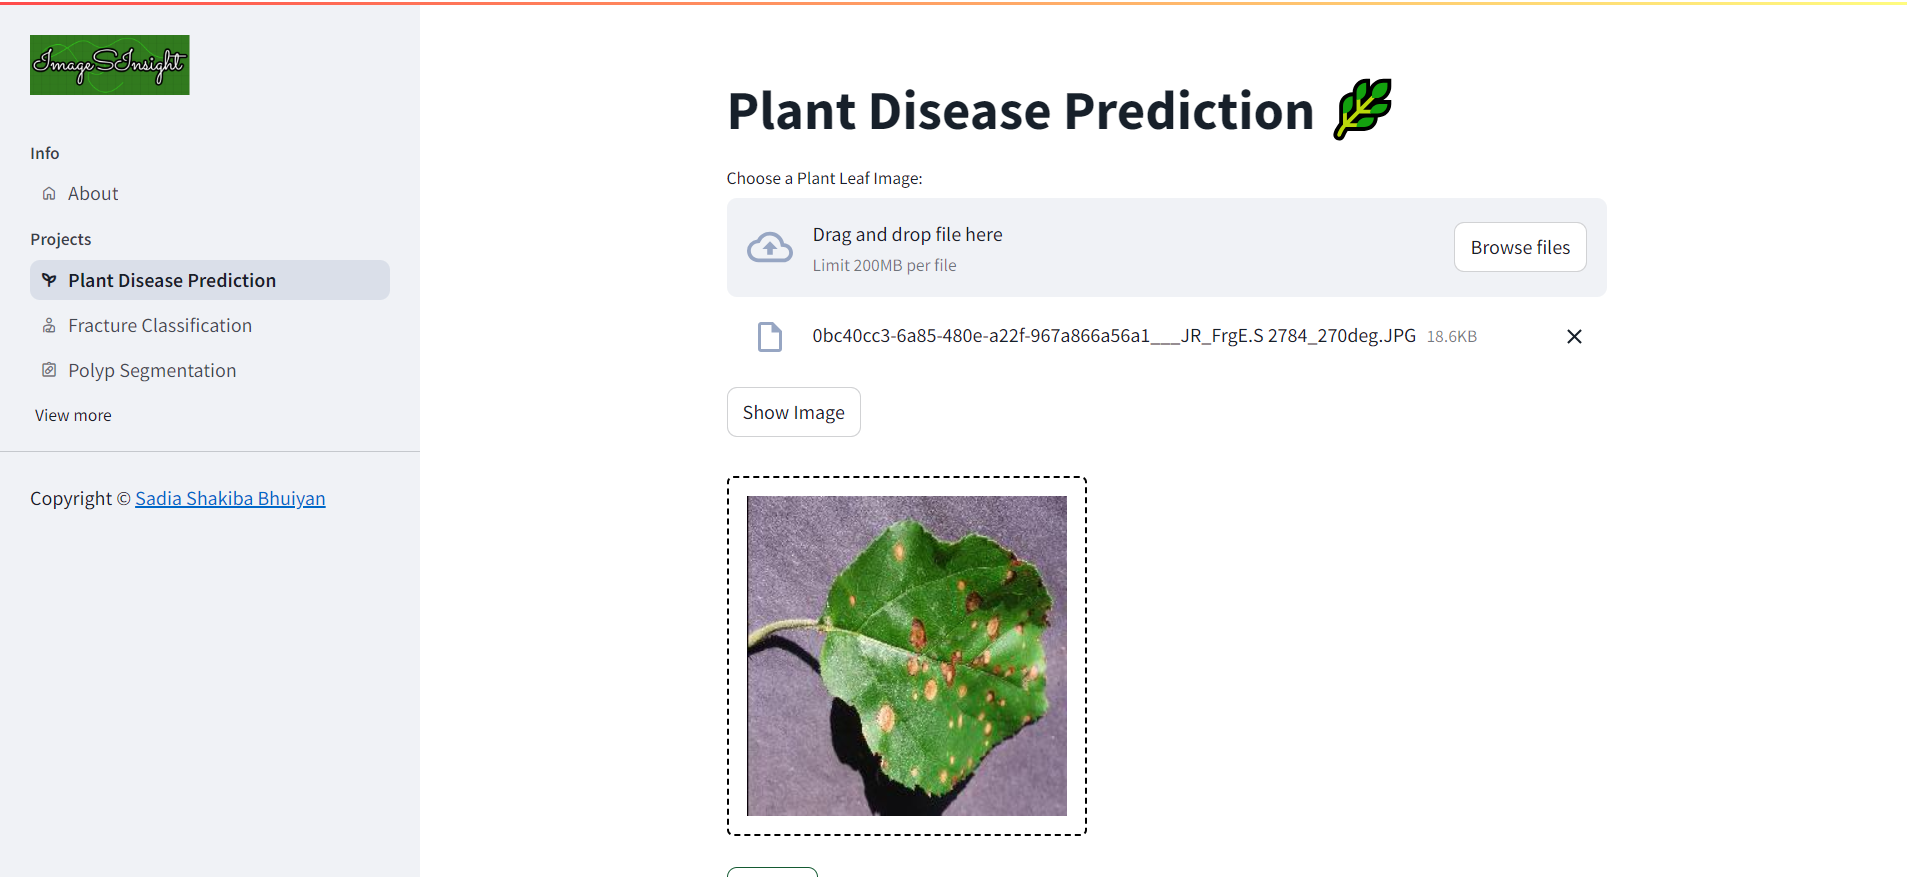 ImageSInsight
Info
About
Projects
Plant Disease Prediction
Fracture Classification
Polyp Segmentation
View more
Copyright © Sadia Shakiba Bhuiyan
Plant Disease Prediction
Choose a Plant Leaf Image:
Drag and drop file here
Limit 200MB per file
Browse files
0bc40cc3-6a85-480e-a22f-967a866a56a1___JR_FrgE.S 2784_270deg.JPG 18.6KB
Show Image